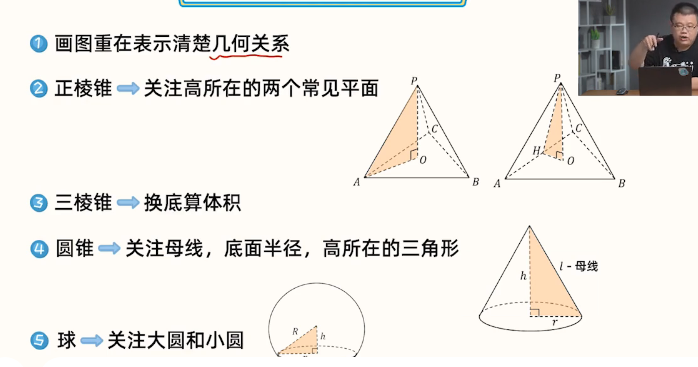 1 画图重在表示清楚几何关系
2 正棱锥 关注高所在的两个常见平面
P
C
O
A
B
P
C
H
O
A
B
3 三棱锥 换底算体积
4 圆锥 关注母线，底面半径，高所在的三角形
h
l - 母线
r
5 球 关注大圆和小圆
R
h